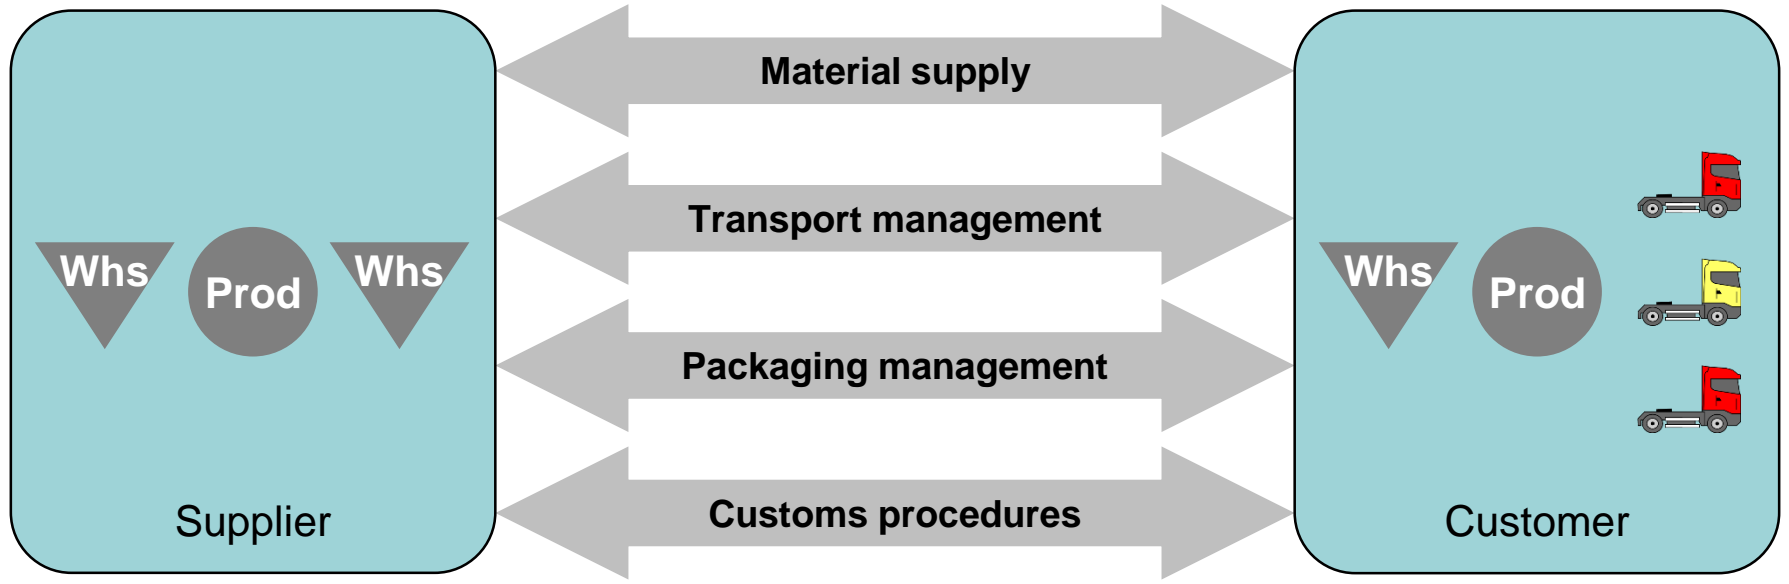 Material supply
Transport management
Whs
Prod
Whs
Whs
Prod
Packaging management
Customs procedures
Supplier
Customer